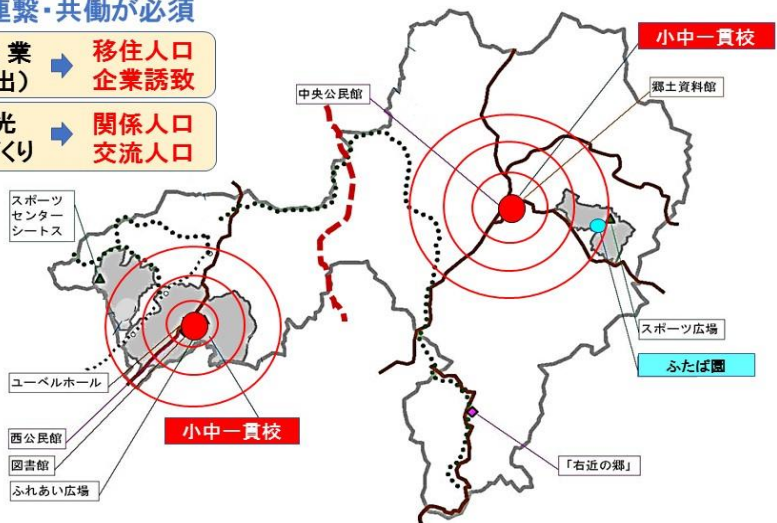 連繋・共働が必須
業
出）
移住人口
企業誘致
光
づくり
関係人口
交流人口
小中一貫校
中央公民館
郷土資料館
スポーツ
センター
シートス
スポーツ広場
ふたば園
ユーベルホール
小中一貫校
西公民館
図書館
ふれあい広場
「右近の郷」